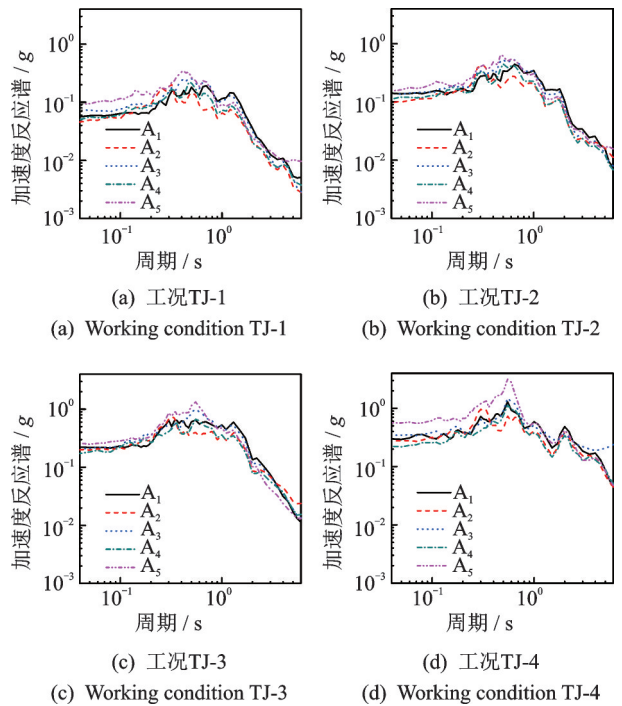 加速度反应谱 / g
10⁰
10⁻¹
10⁻²
10⁻³
A₁
A₂
A₃
A₄
A₅
10⁻¹ 10⁰
周期 / s
(a) 工况TJ-1
(a) Working condition TJ-1
加速度反应谱 / g
10⁰
10⁻¹
10⁻²
10⁻³
A₁
A₂
A₃
A₄
A₅
10⁻¹ 10⁰
周期 / s
(b) 工况TJ-2
(b) Working condition TJ-2
加速度反应谱 / g
10⁰
10⁻¹
10⁻²
10⁻³
A₁
A₂
A₃
A₄
A₅
10⁻¹ 10⁰
周期 / s
(c) 工况TJ-3
(c) Working condition TJ-3
加速度反应谱 / g
10⁰
10⁻¹
10⁻²
10⁻³
A₁
A₂
A₃
A₄
A₅
10⁻¹ 10⁰
周期 / s
(d) 工况TJ-4
(d) Working condition TJ-4